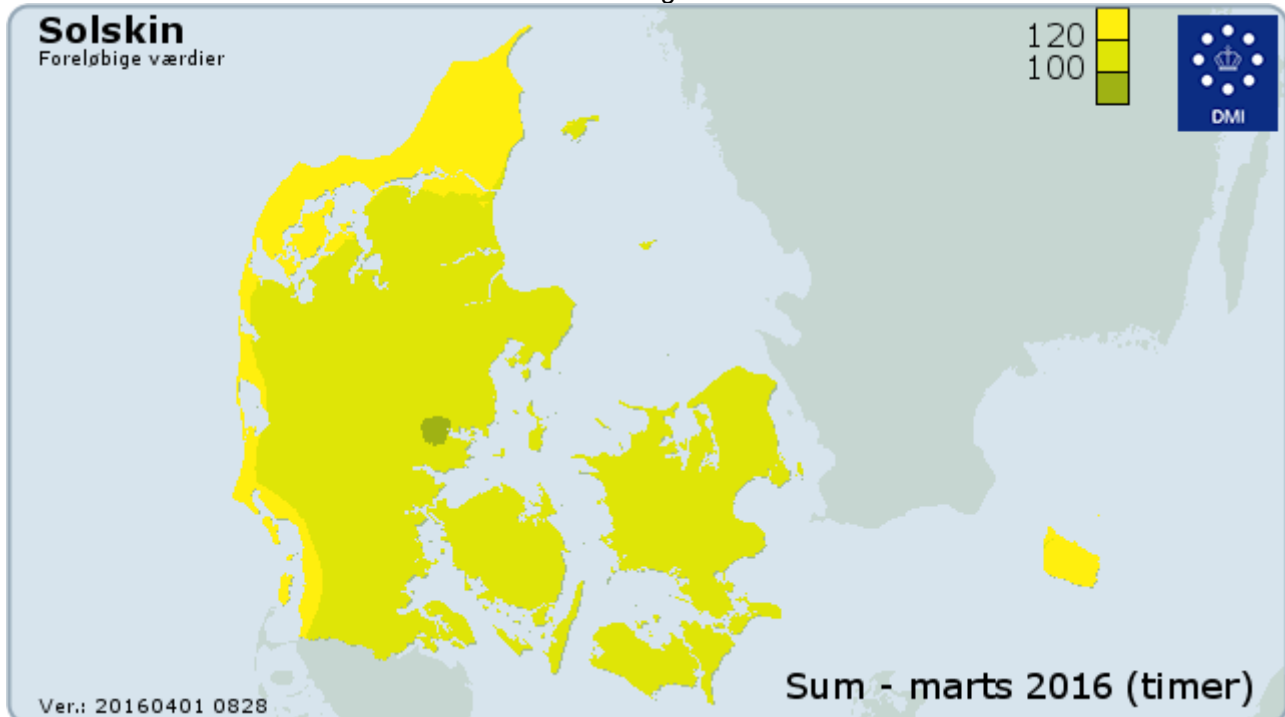 Solskin
Foreløbige værdier
120
100
DMI
Sum - marts 2016 (timer)
Ver.: 20160401 0828